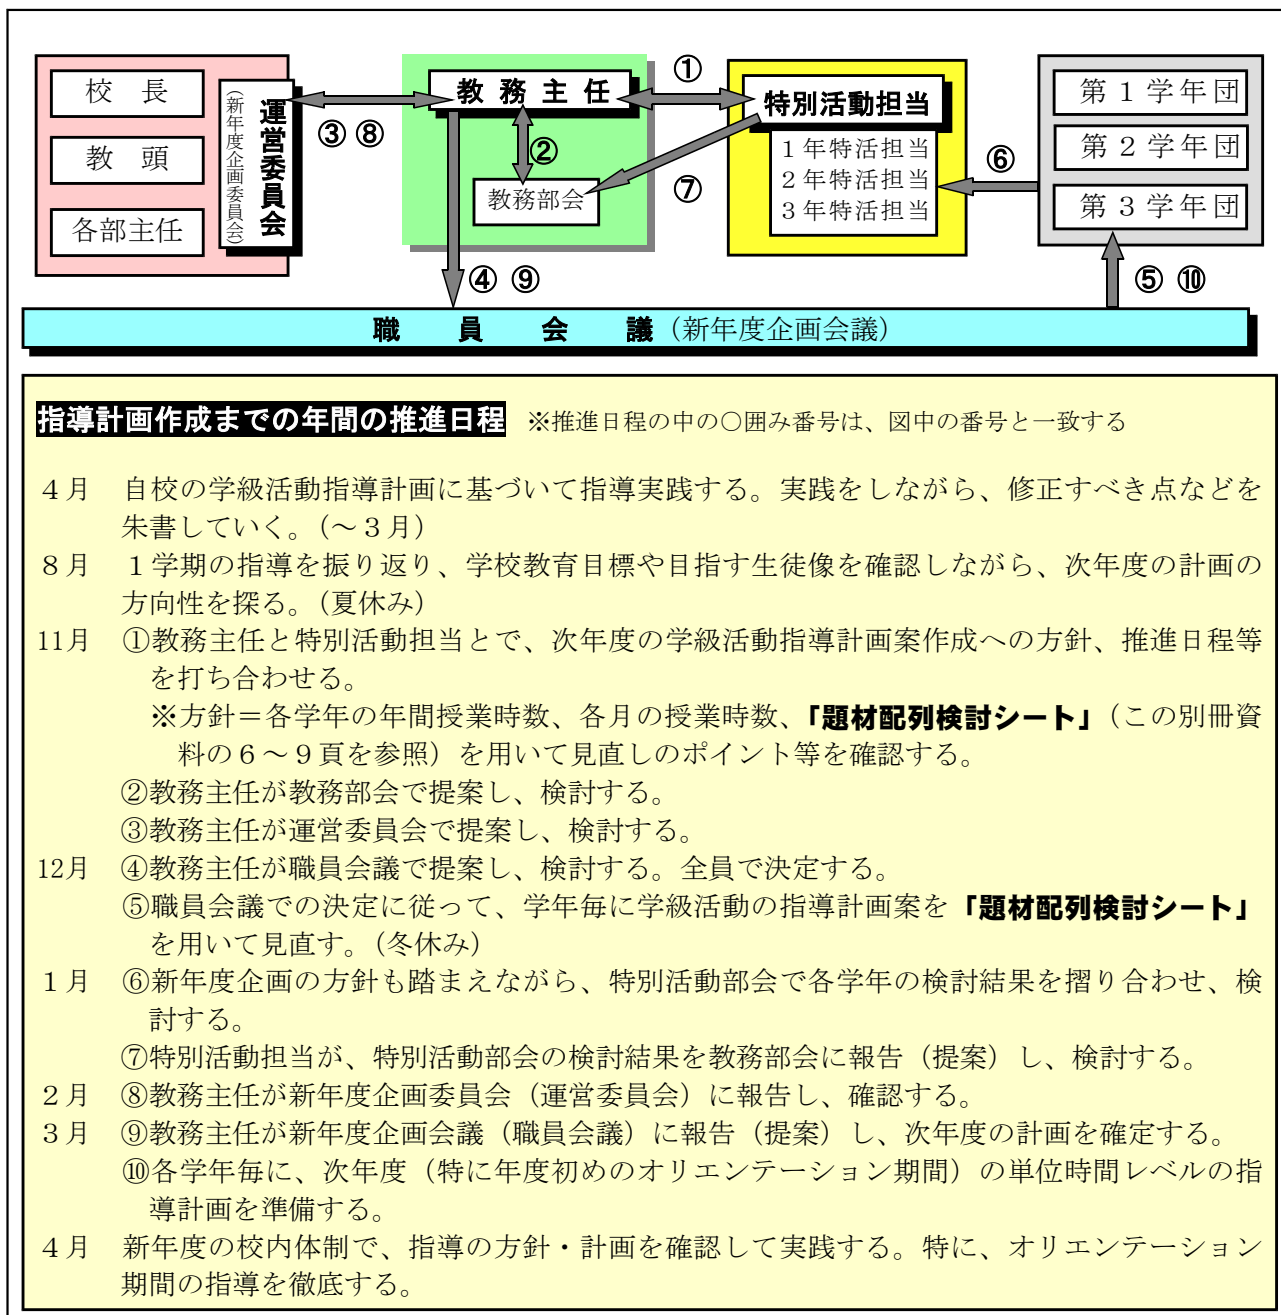 校　長
教　頭
各部主任
運営委員会
（新年度企画委員会）
③ ⑧
教 務 主 任
②
教務部会
①
特別活動担当
１年特活担当
２年特活担当
３年特活担当
⑦
⑥
第１学年団
第２学年団
第３学年団
④ ⑨
⑤ ⑩
職　員　会　議（新年度企画会議）
指導計画作成までの年間の推進日程　※推進日程の中の〇囲み番号は、図中の番号と一致する
４月　自校の学級活動指導計画に基づいて指導実践する。実践をしながら、修正すべき点などを
朱書していく。（～３月）
８月　１学期の指導を振り返り、学校教育目標や目指す生徒像を確認しながら、次年度の計画の
方向性を探る。（夏休み）
11月　①教務主任と特別活動担当とで、次年度の学級活動指導計画案作成への方針、推進日程等
を打ち合わせる。
※方針＝各学年の年間授業時数、各月の授業時数、「題材配列検討シート」（この別冊資
料の６～９頁を参照）を用いて見直しのポイント等を確認する。
②教務主任が教務部会で提案し、検討する。
③教務主任が運営委員会で提案し、検討する。
12月　④教務主任が職員会議で提案し、検討する。全員で決定する。
⑤職員会議での決定に従って、学年毎に学級活動の指導計画案を「題材配列検討シート」
を用いて見直す。（冬休み）
１月　⑥新年度企画の方針も踏まえながら、特別活動部会で各学年の検討結果を摺り合わせ、検
討する。
⑦特別活動担当が、特別活動部会の検討結果を教務部会に報告（提案）し、検討する。
２月　⑧教務主任が新年度企画委員会（運営委員会）に報告し、確認する。
３月　⑨教務主任が新年度企画会議（職員会議）に報告（提案）し、次年度の計画を確定する。
⑩各学年毎に、次年度（特に年度初めのオリエンテーション期間）の単位時間レベルの指
導計画を準備する。
４月　新年度の校内体制で、指導の方針・計画を確認して実践する。特に、オリエンテーション
期間の指導を徹底する。